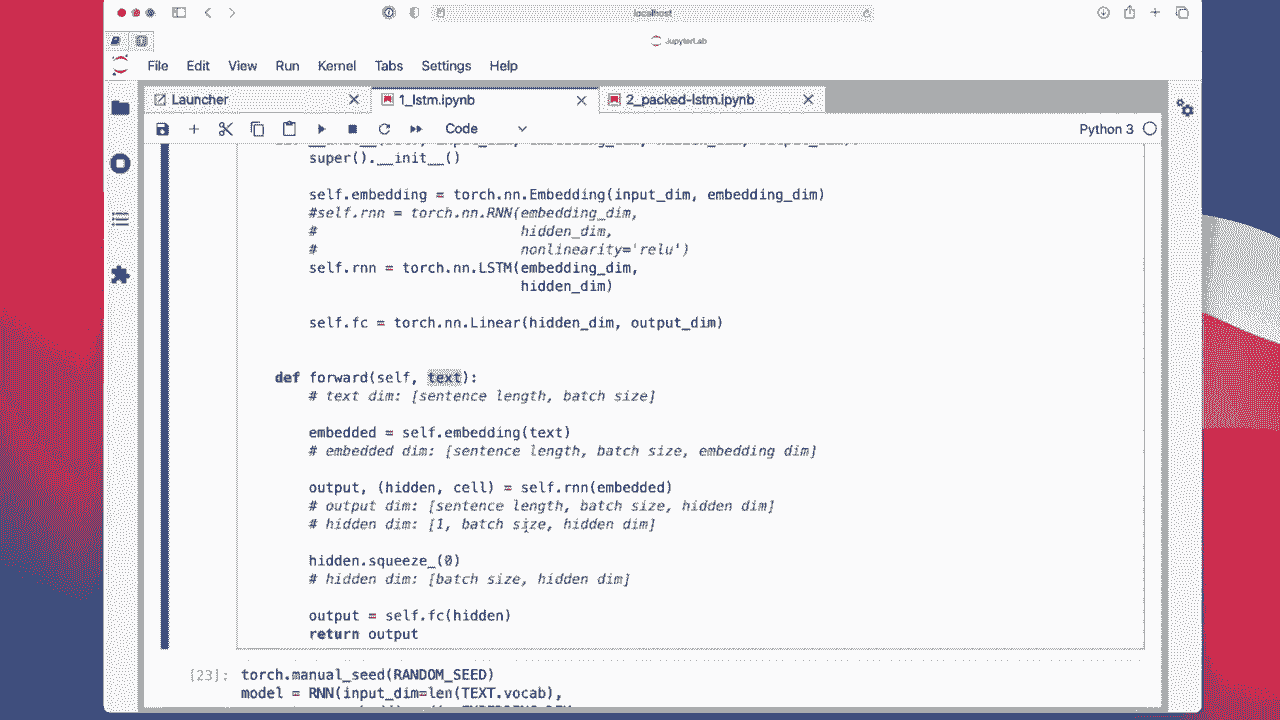 localhost
JupyterLab
File Edit View Run Kernel Tabs Settings Help
Launcher 1_lstm.ipynb 2_packed-lstm.ipynb
Code Python 3
super().__init__()
self.embedding = torch.nn.Embedding(input_dim, embedding_dim)
#self.rnn = torch.nn.RNN(embedding_dim,
# hidden_dim,
# nonlinearity='relu')
self.rnn = torch.nn.LSTM(embedding_dim,
hidden_dim)
self.fc = torch.nn.Linear(hidden_dim, output_dim)
def forward(self, text):
# text dim: [sentence length, batch size]
embedded = self.embedding(text)
# embedded dim: [sentence length, batch size, embedding dim]
output, (hidden, cell) = self.rnn(embedded)
# output dim: [sentence length, batch size, hidden dim]
# hidden dim: [1, batch size, hidden dim]
hidden.squeeze_(0)
# hidden dim: [batch size, hidden dim]
output = self.fc(hidden)
return output
[23]: torch.manual_seed(RANDOM_SEED)
model = RNN(input_dim=len(TEXT.vocab),